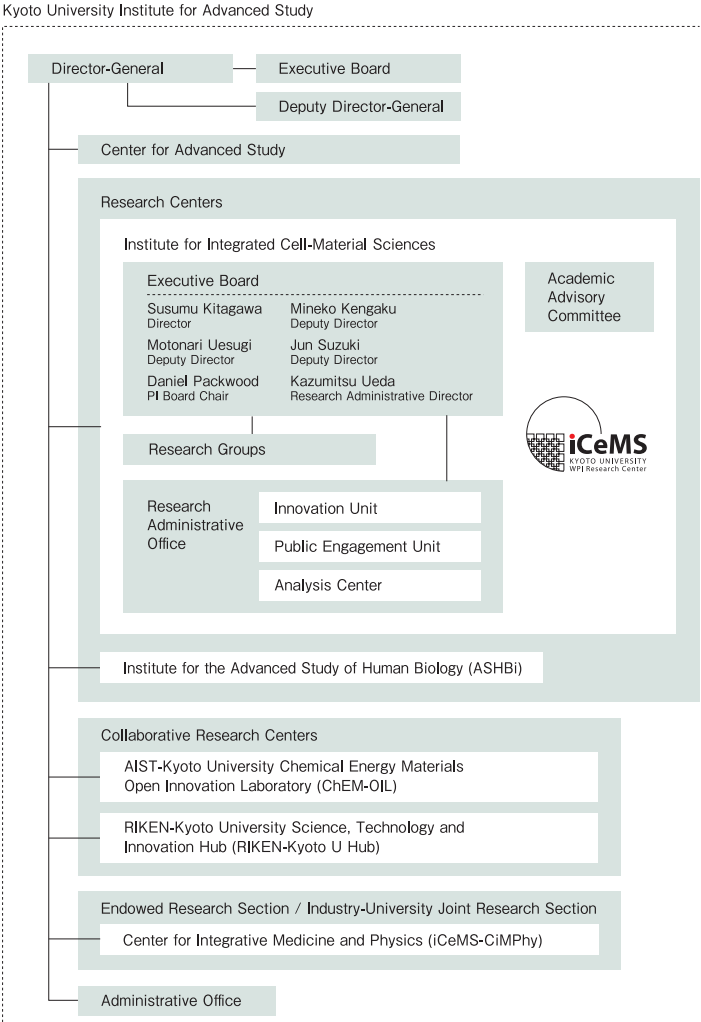 Kyoto University Institute for Advanced Study
Director-General
Executive Board
Deputy Director-General
Center for Advanced Study
Research Centers
Institute for Integrated Cell-Material Sciences
Executive Board
Susumu Kitagawa
Director
Mineko Kengaku
Deputy Director
Motonari Uesugi
Deputy Director
Jun Suzuki
Deputy Director
Daniel Packwood
PI Board Chair
Kazumitsu Ueda
Research Administrative Director
Academic
Advisory
Committee
iCeMS
KYOTO UNIVERSITY
WPI Research Center
Research Groups
Research
Administrative
Office
Innovation Unit
Public Engagement Unit
Analysis Center
Institute for the Advanced Study of Human Biology (ASHBi)
Collaborative Research Centers
AIST-Kyoto University Chemical Energy Materials
Open Innovation Laboratory (ChEM-OIL)
RIKEN-Kyoto University Science, Technology and
Innovation Hub (RIKEN-Kyoto U Hub)
Endowed Research Section / Industry-University Joint Research Section
Center for Integrative Medicine and Physics (iCeMS-CiMPhy)
Administrative Office